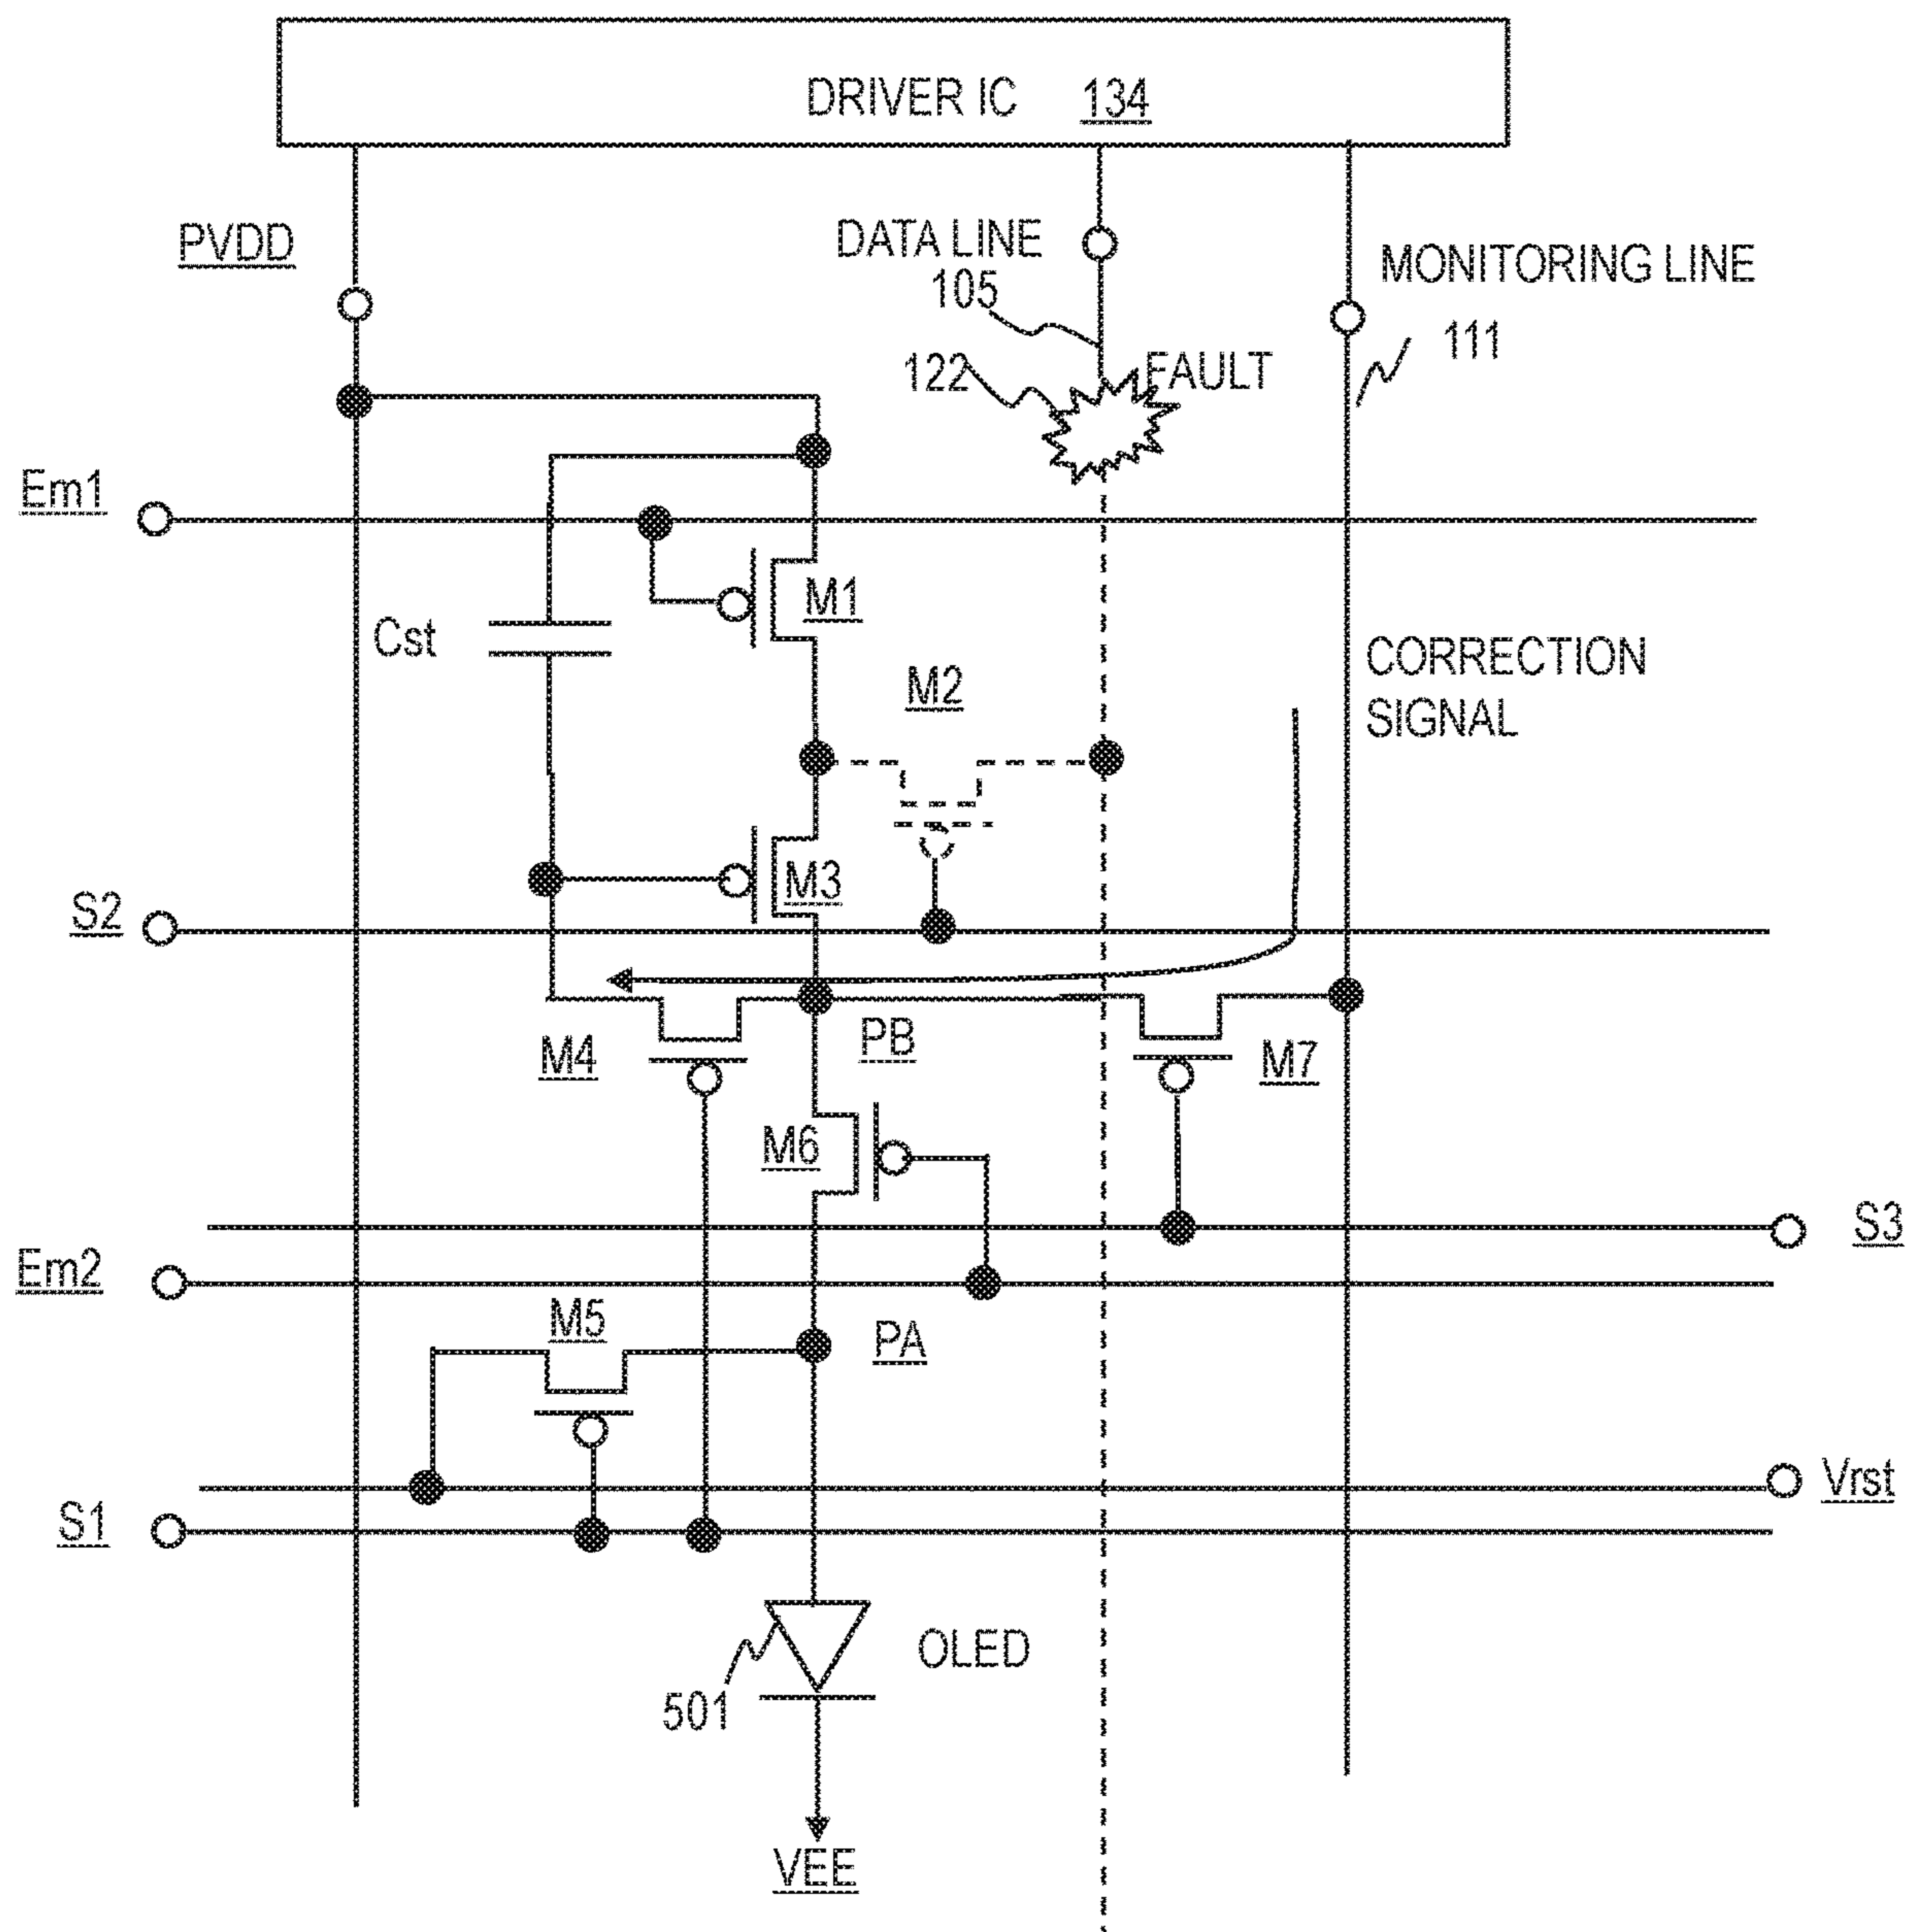 DRIVER IC 134
PVDD
DATA LINE
105
MONITORING LINE
111
122
FAULT
Em1
M1
Cst
CORRECTION
SIGNAL
M2
M3
S2
M4
PB
M7
M6
S3
Em2
M5
PA
Vrst
S1
OLED
501
VEE